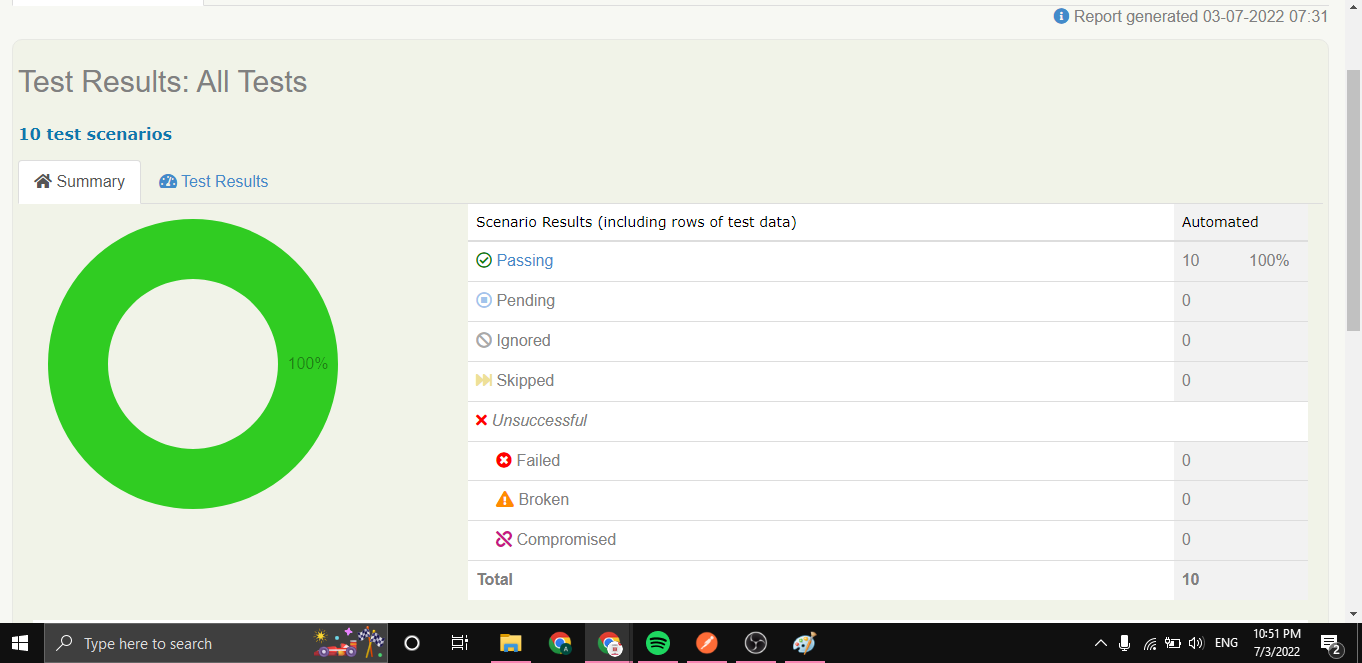 Report generated 03-07-2022 07:31
Test Results: All Tests
10 test scenarios
Summary
Test Results
Scenario Results (including rows of test data) Automated
Passing 10 100%
Pending 0
Ignored 0
100%
Skipped 0
Unsuccessful
Failed 0
Broken 0
Compromised 0
Total 10
Type here to search
ENG
10:51 PM
7/3/2022
2